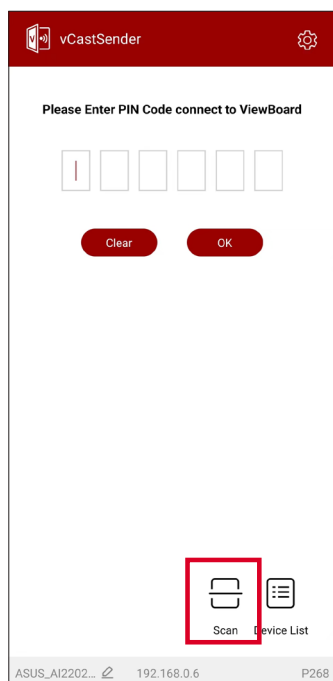 vCastSender
Please Enter PIN Code connect to ViewBoard
Clear OK
Scan Device List
ASUS_AI2202... 192.168.0.6 P268